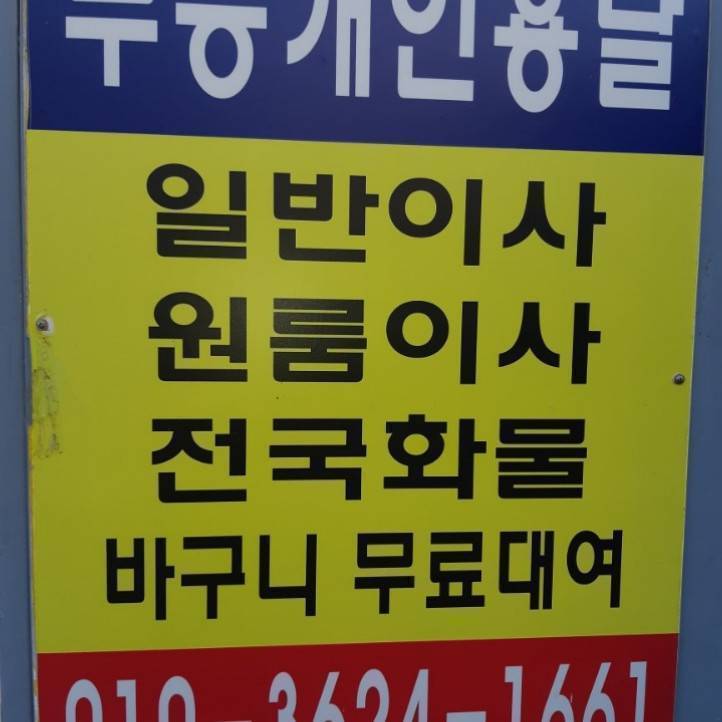 개인용달
일반이사
원룸이사
전국화물
바구니 무료대여
010-3624-1661